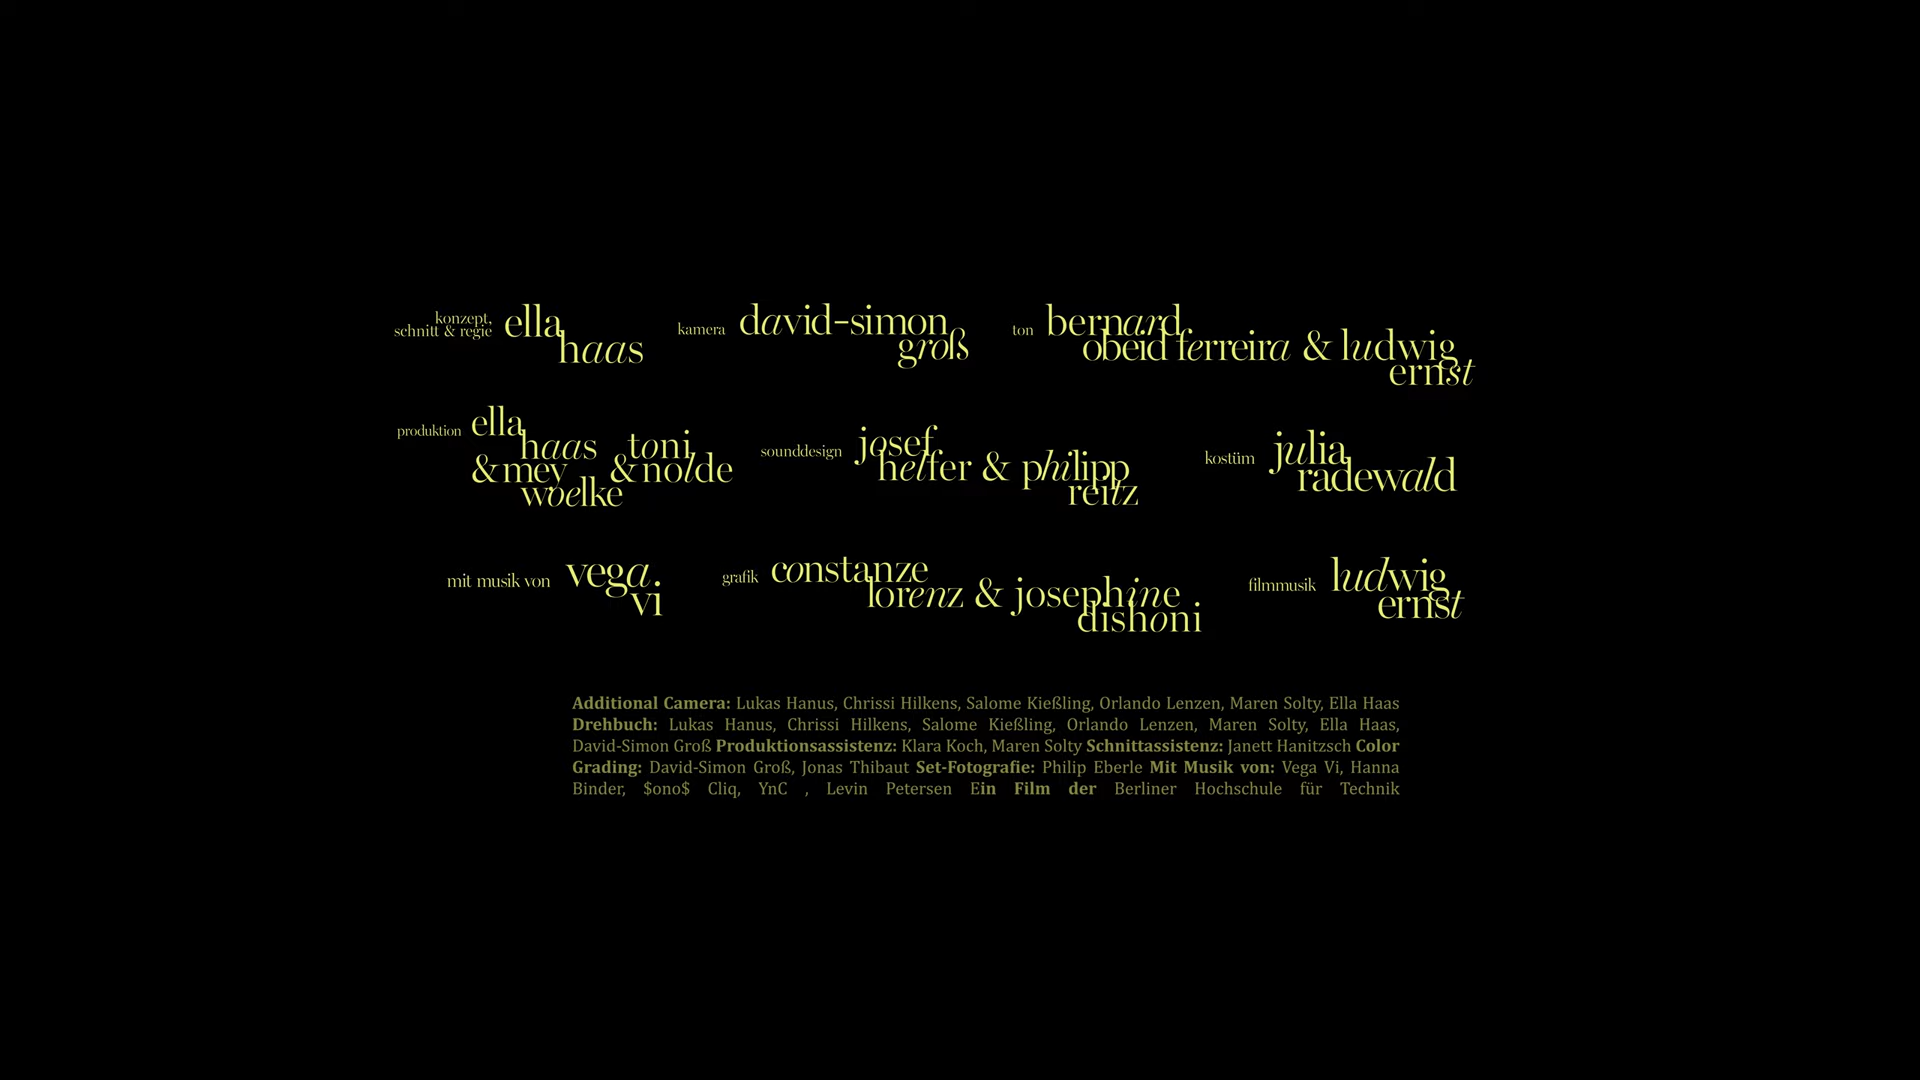 konzept, schnitt & regie ella haas
kamera david-simon groß
ton bernard obeid ferreira & ludwig ernst
produktion ella haas & mey woelke & toni nolde
sounddesign josef helfer & philipp reitz
kostüm julia radewald
mit musik von vega. vi
grafik constanze lorenz & josephine dishoni
filmmusik ludwig ernst
Additional Camera: Lukas Hanus, Chrissi Hilkens, Salome Kießling, Orlando Lenzen, Maren Solty, Ella Haas
Drehbuch: Lukas Hanus, Chrissi Hilkens, Salome Kießling, Orlando Lenzen, Maren Solty, Ella Haas,
David-Simon Groß Produktionsassistenz: Klara Koch, Maren Solty Schnittassistenz: Janett Hanitzsch Color
Grading: David-Simon Groß, Jonas Thibaut Set-Fotografie: Philip Eberle Mit Musik von: Vega Vi, Hanna
Binder, $ono$ Cliq, YnC , Levin Petersen Ein Film der Berliner Hochschule für Technik